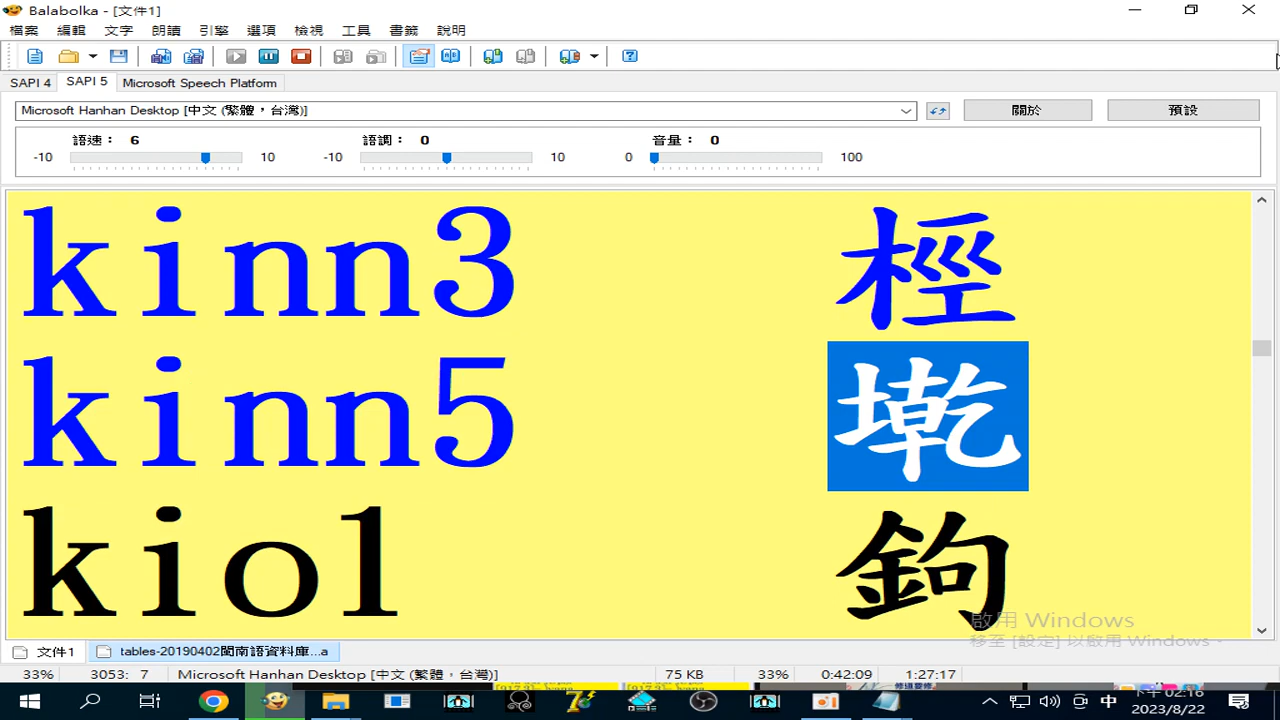 Balabolka - [文件1]
檔案 編輯 文字 朗讀 引擎 選項 檢視 工具 書籤 說明
SAPI 4 SAPI 5 Microsoft Speech Platform
Microsoft Hanhan Desktop [中文 (繁體，台灣)] 關於 預設
語速： 6 語調： 0 音量： 0
-10 10 -10 10 0 100
kinn3 桱
kinn5 墘
kio1 鉤
啟用 Windows
移至 [設定] 以啟用 Windows。
文件1 tables-20190402閩南語資料庫...a
33% 3053: 7 Microsoft Hanhan Desktop [中文 (繁體，台灣)] 75 KB 33% 0:42:09 1:27:17
中 下午 02:16
2023/8/22